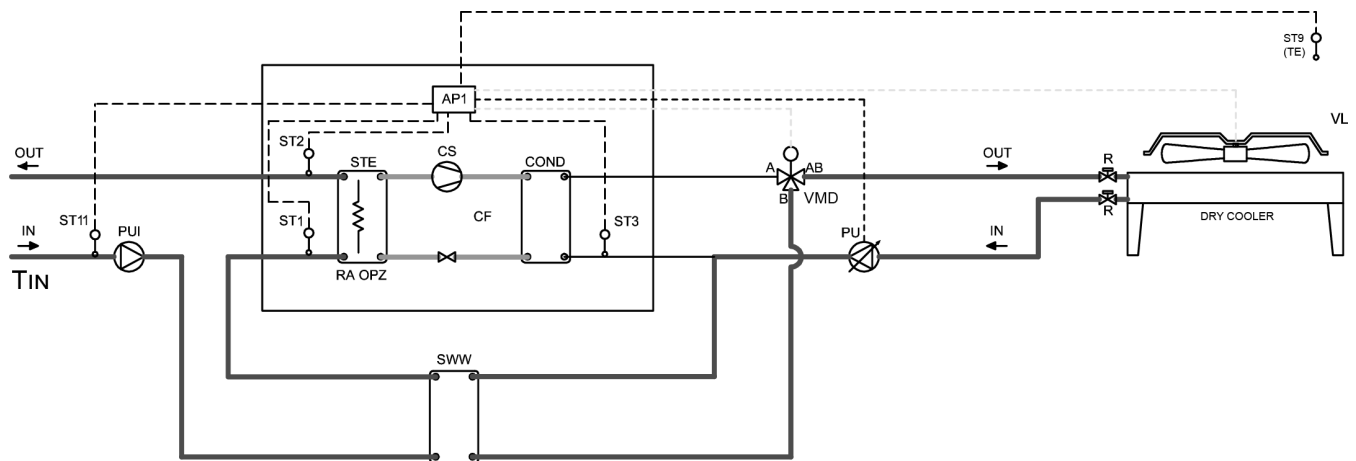 ST9
(TE)
AP1
VL
ST2
CS
OUT
STE
COND
A
AB
OUT
R
B
VMD
CF
ST11
ST1
ST3
R
IN
PUI
PU
IN
DRY COOLER
TIN
RA OPZ
SWW